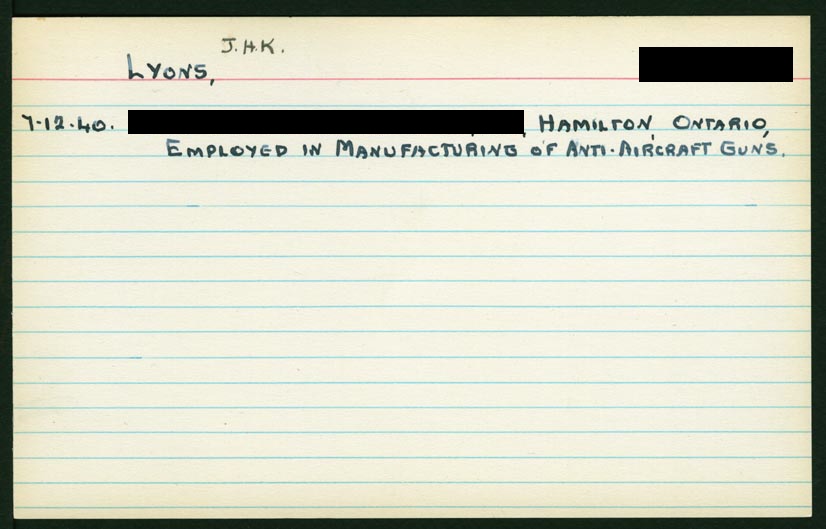 J.H.K.
LYONS,
7-12-40. , HAMILTON, ONTARIO,
EMPLOYED IN MANUFACTURING OF ANTI-AIRCRAFT GUNS.